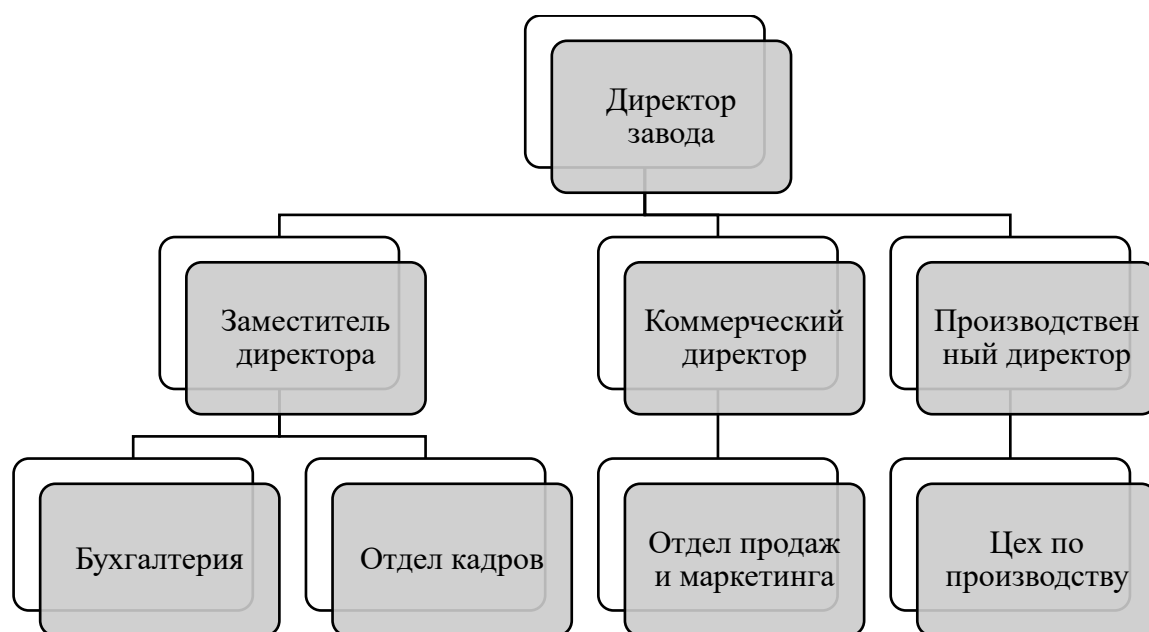 Директор
завода
Заместитель
директора
Коммерческий
директор
Производствен
ный директор
Бухгалтерия
Отдел кадров
Отдел продаж
и маркетинга
Цех по
производству